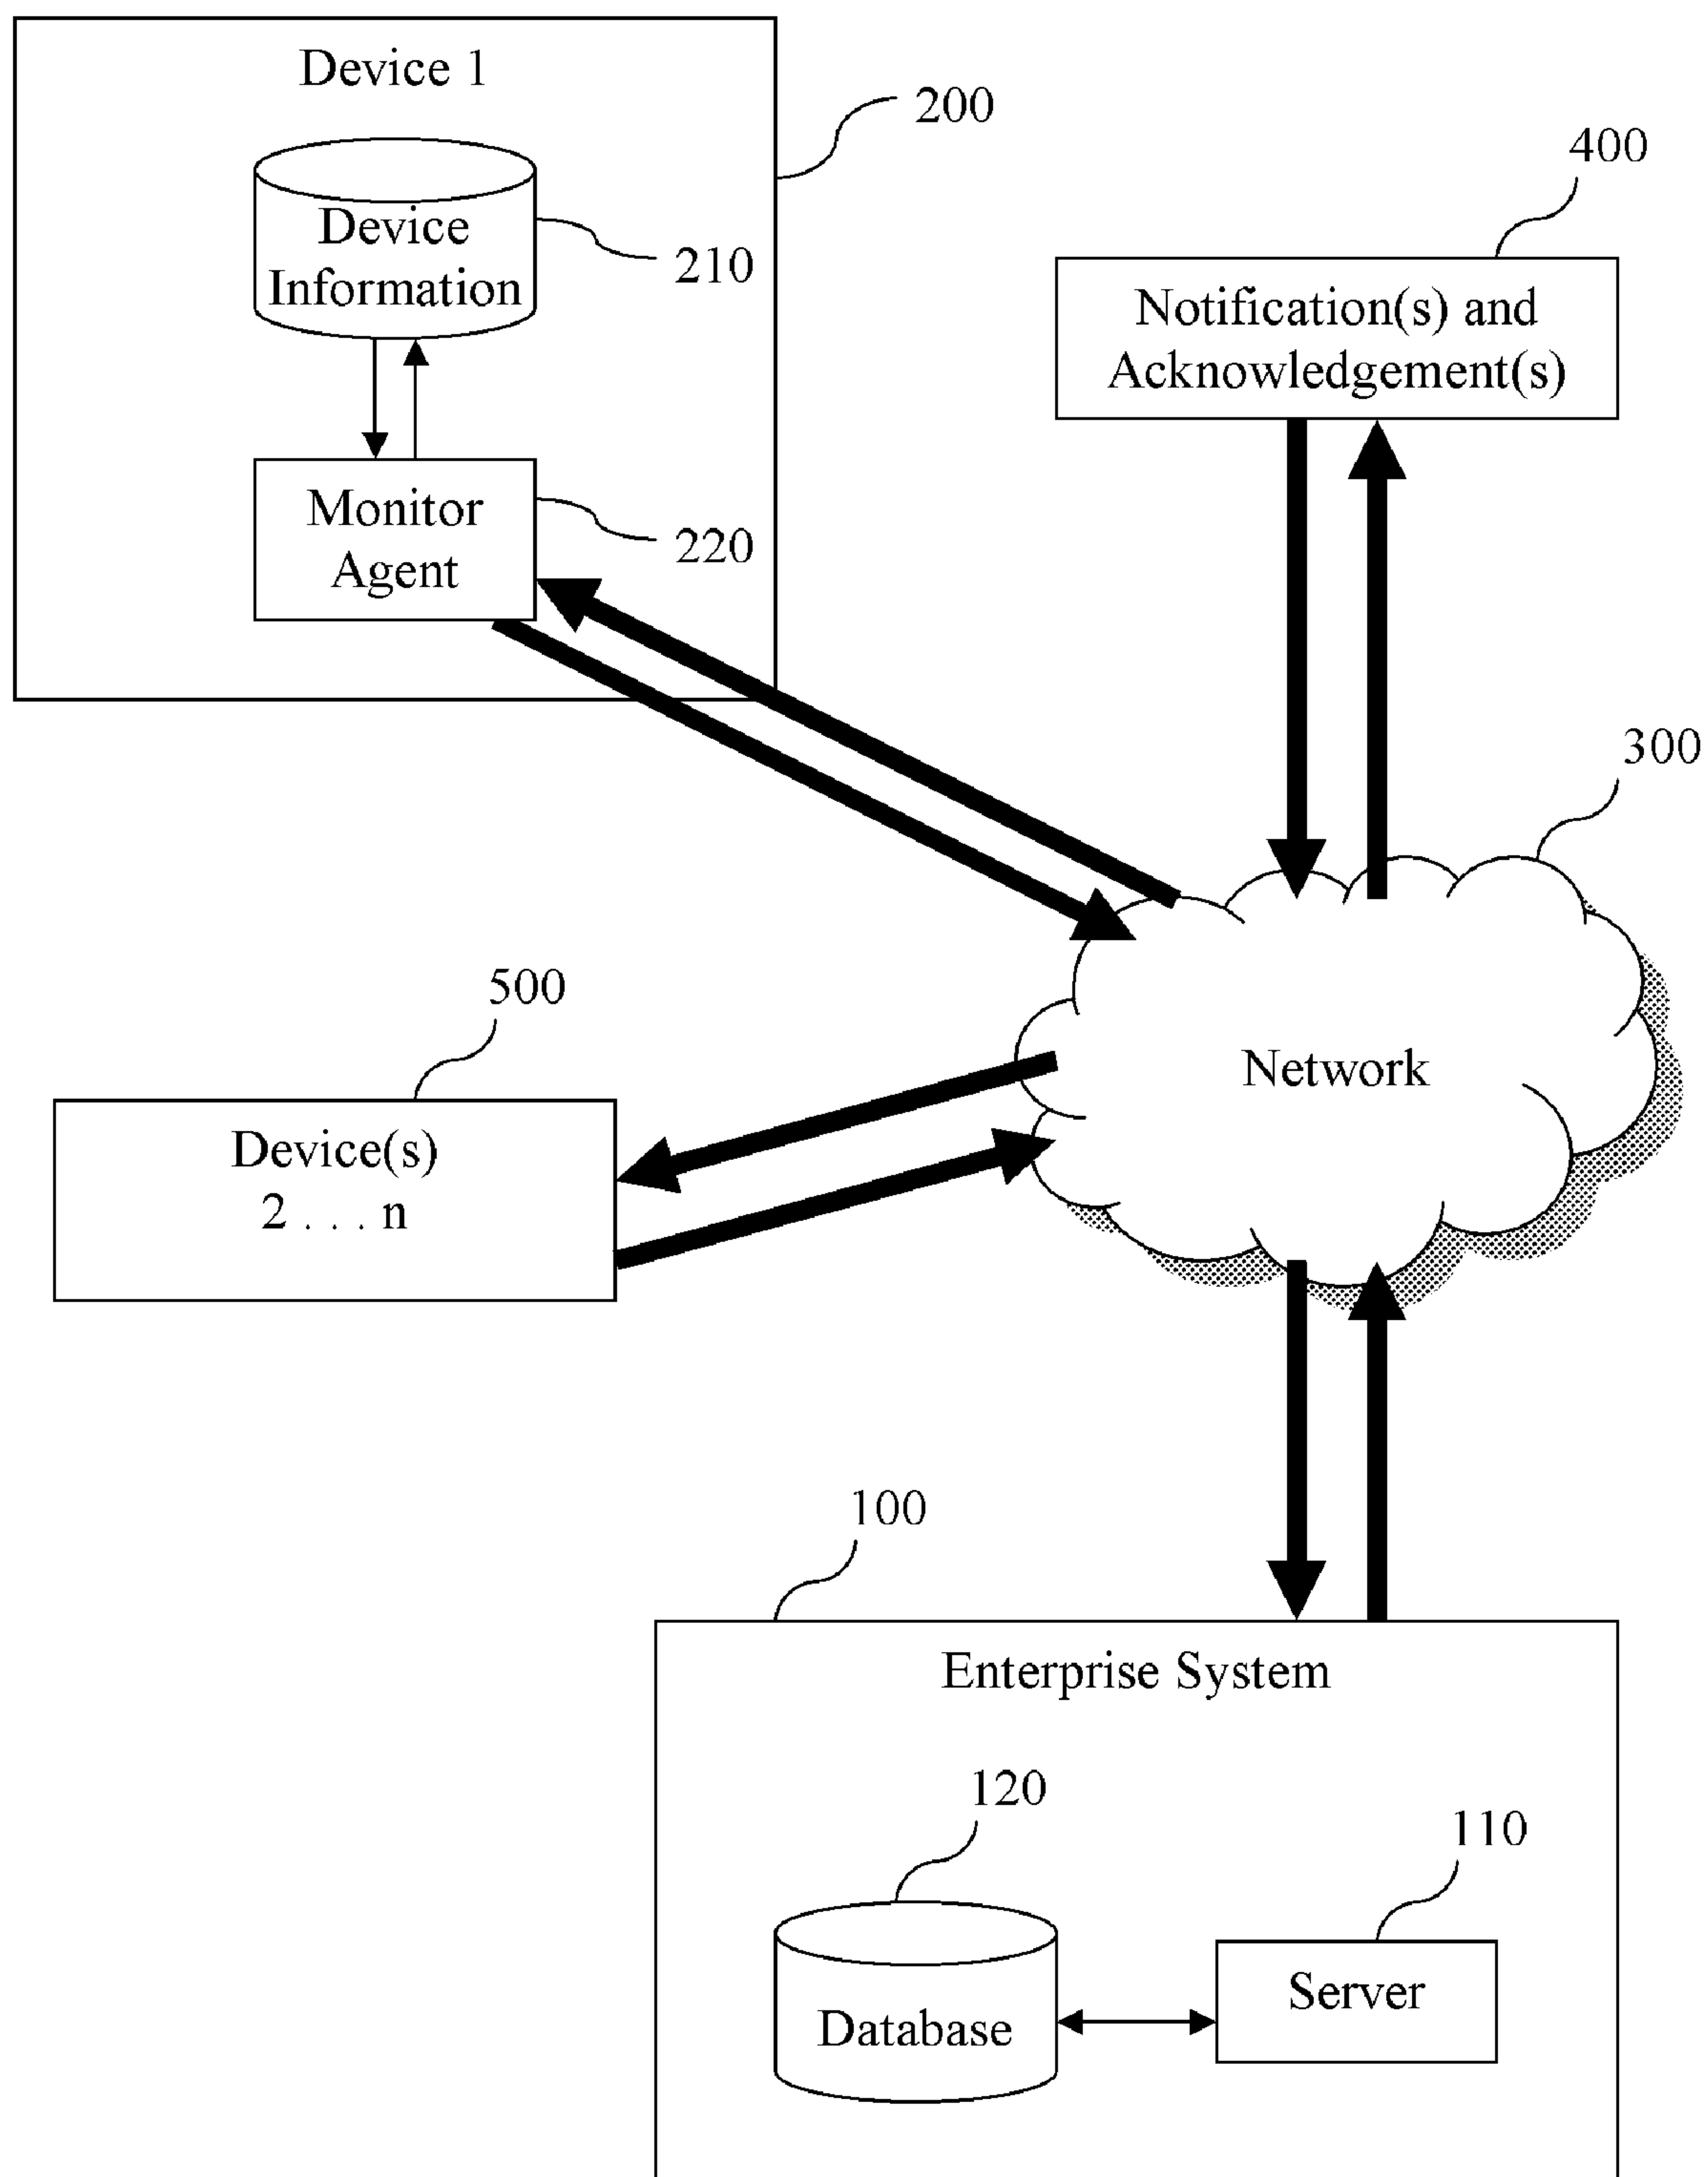 Device 1
200
Device
Information
210
Monitor
Agent
220
400
Notification(s) and
Acknowledgement(s)
300
Network
500
Device(s)
2 . . . n
100
Enterprise System
120
Database
110
Server